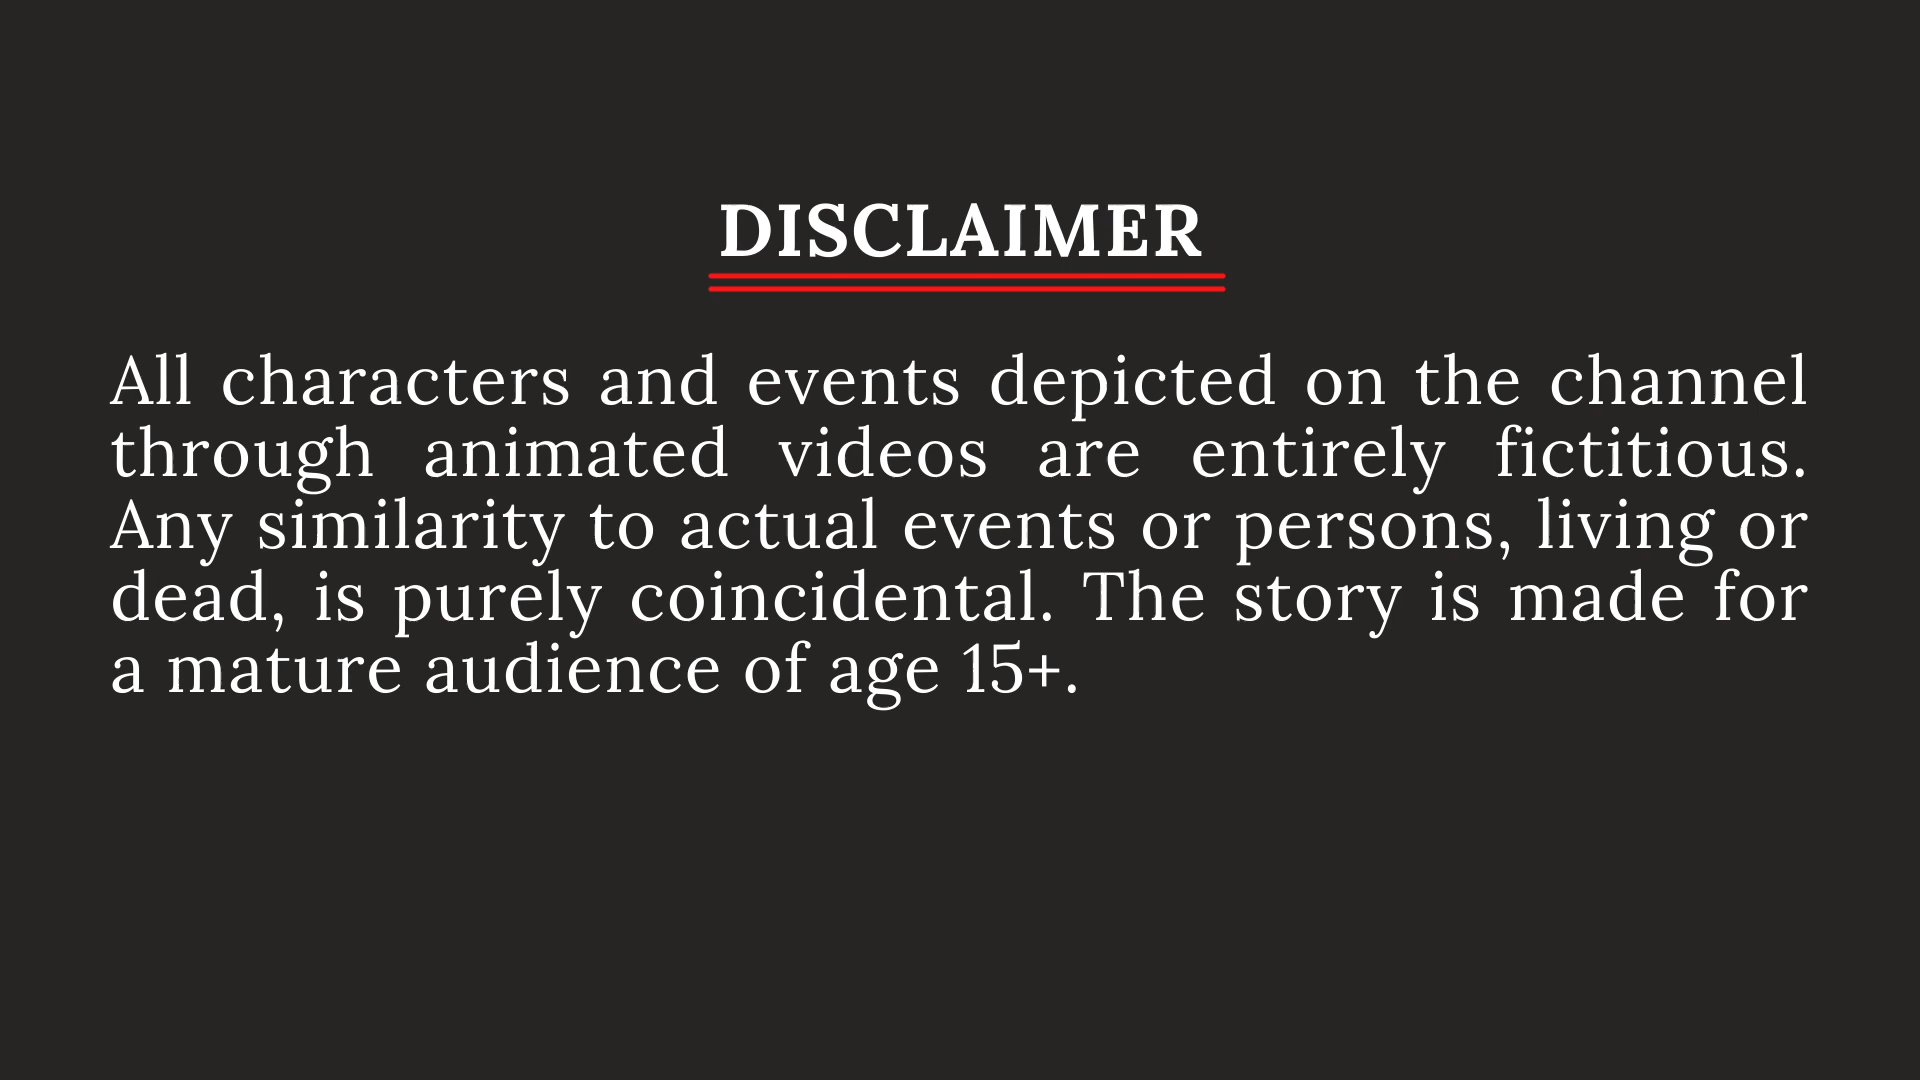 DISCLAIMER
All characters and events depicted on the channel
through animated videos are entirely fictitious.
Any similarity to actual events or persons, living or
dead, is purely coincidental. The story is made for
a mature audience of age 15+.